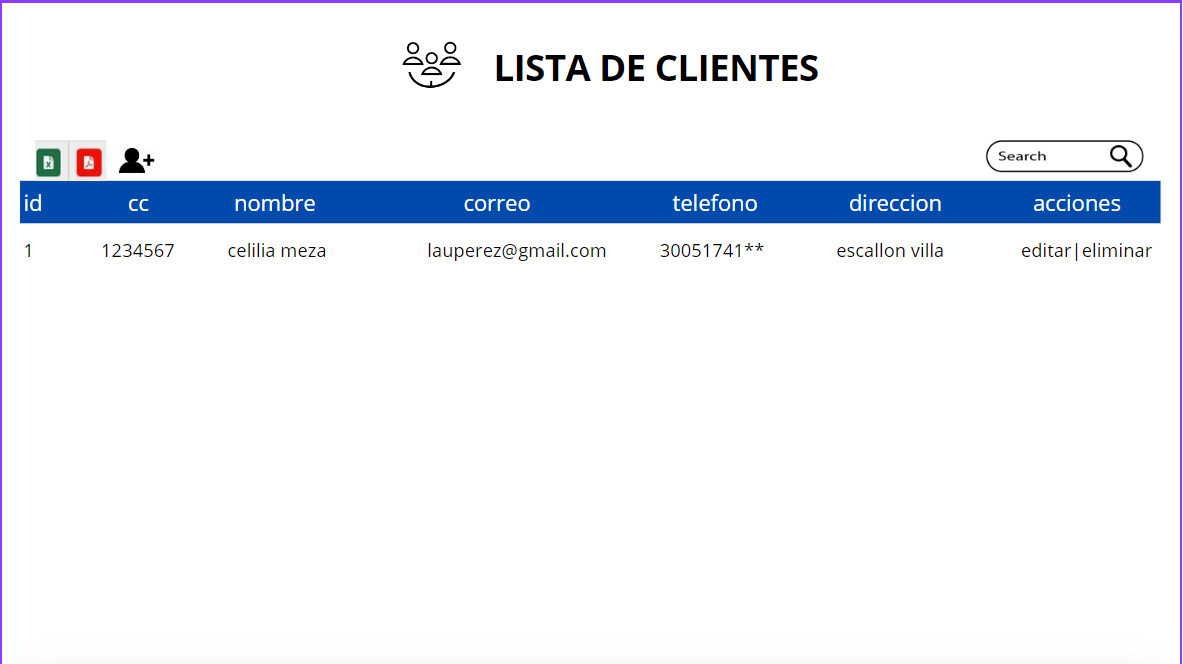 LISTA DE CLIENTES
Search
id cc nombre correo telefono direccion acciones
1 1234567 celilia meza lauperez@gmail.com 30051741** escallon villa editar|eliminar